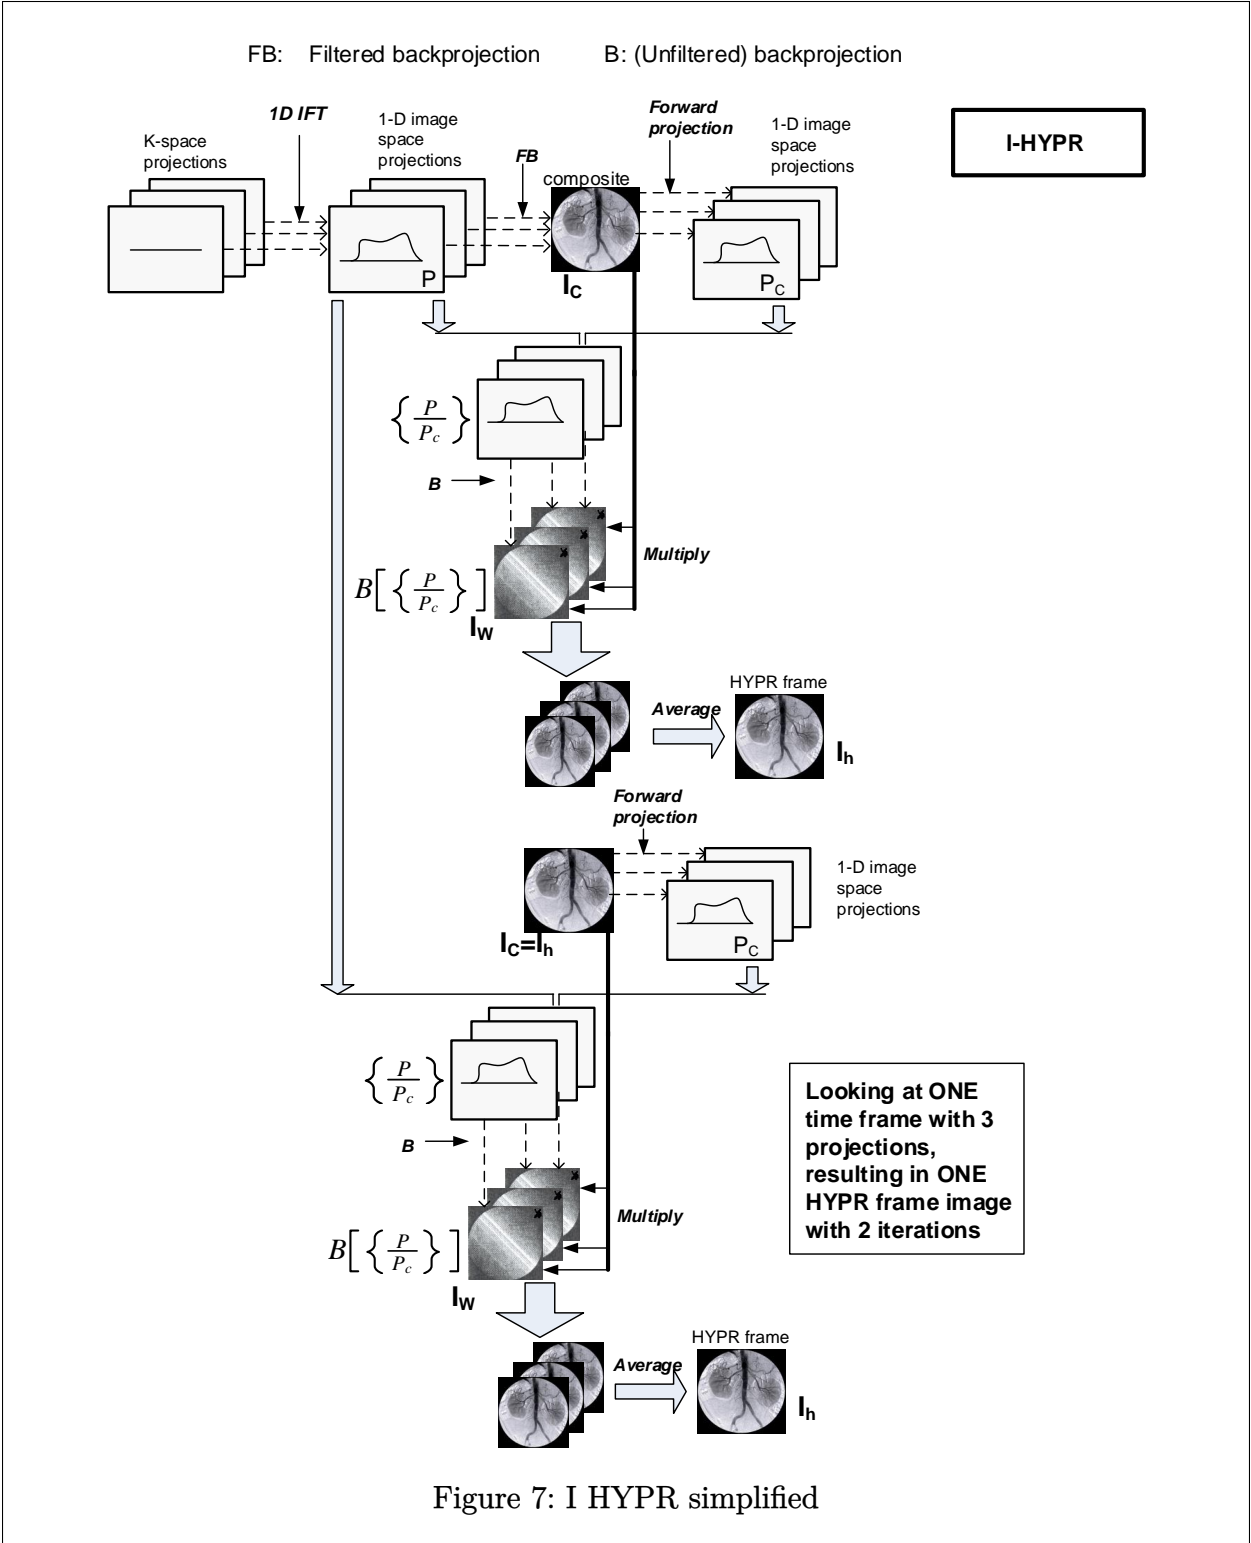 FB: Filtered backprojection B: (Unfiltered) backprojection
I-HYPR
K-space
projections
1D IFT
1-D image
space
projections
P
FB
composite
I_C
Forward
projection
1-D image
space
projections
P_C
{P/P_c}
B
Multiply
B[{P/P_c}]
I_W
Average
HYPR frame
I_h
Forward
projection
I_C=I_h
1-D image
space
projections
P_C
{P/P_c}
B
Multiply
B[{P/P_c}]
I_W
Looking at ONE
time frame with 3
projections,
resulting in ONE
HYPR frame image
with 2 iterations
Average
HYPR frame
I_h
Figure 7: I HYPR simplified